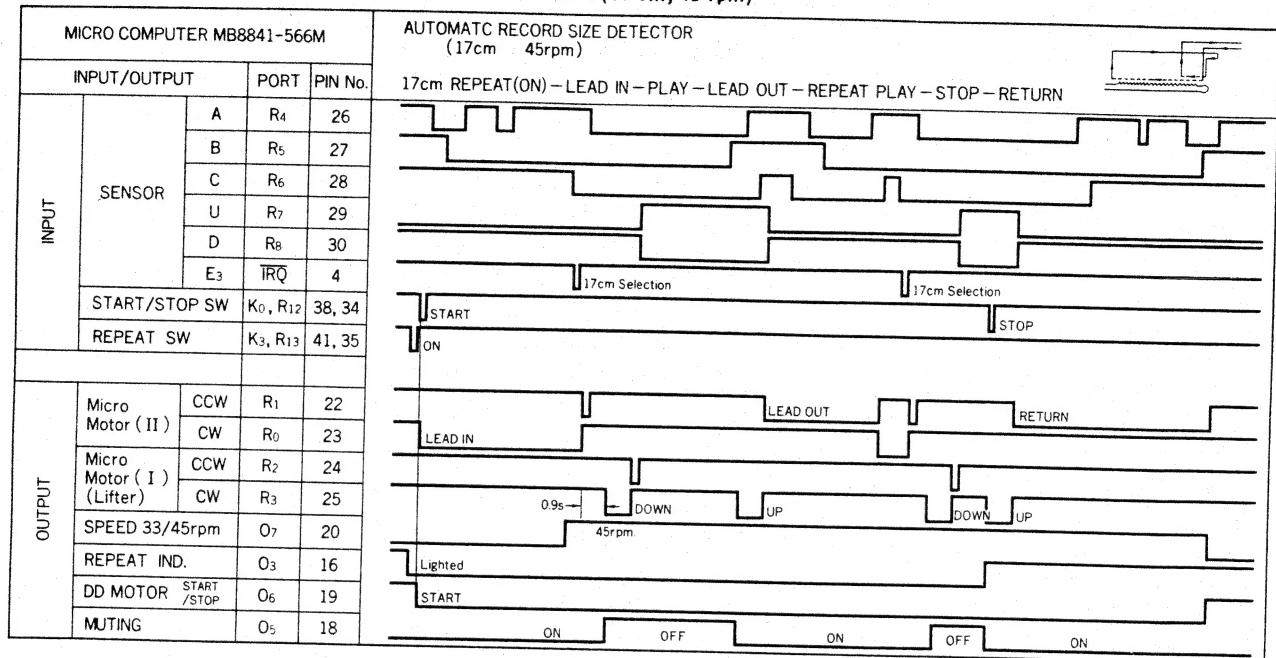 MICRO COMPUTER MB8841-566M
AUTOMATC RECORD SIZE DETECTOR
(17cm 45rpm)
17cm REPEAT(ON) – LEAD IN – PLAY – LEAD OUT – REPEAT PLAY – STOP – RETURN
INPUT/OUTPUT PORT PIN No.
INPUT
SENSOR
A R4 26
B R5 27
C R6 28
U R7 29
D R8 30
E3 IRQ 4
17cm Selection 17cm Selection
START/STOP SW K0, R12 38, 34
START STOP
REPEAT SW K3, R13 41, 35
ON
OUTPUT
Micro Motor (II)
CCW R1 22
LEAD OUT RETURN
CW R0 23
LEAD IN
Micro Motor (I) (Lifter)
CCW R2 24
CW R3 25
0.9s DOWN UP DOWN UP
SPEED 33/45rpm O7 20
45rpm
REPEAT IND. O3 16
Lighted
DD MOTOR START/STOP O6 19
START
MUTING O5 18
ON OFF ON OFF ON